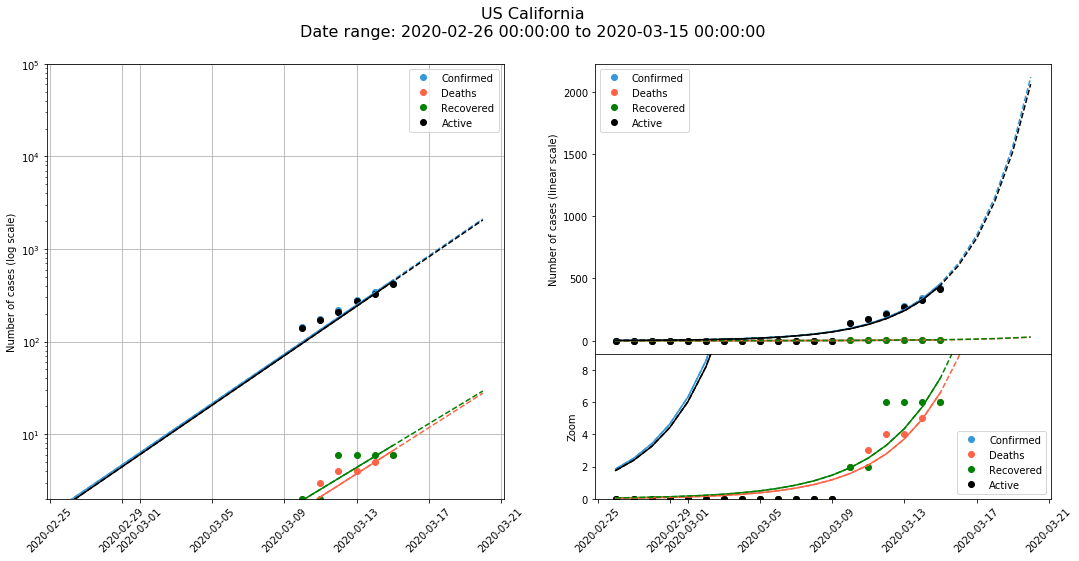 US California
Date range: 2020-02-26 00:00:00 to 2020-03-15 00:00:00
Number of cases (log scale)
10^5
10^4
10^3
10^2
10^1
Confirmed
Deaths
Recovered
Active
2020-02-25
2020-02-29
2020-03-01
2020-03-05
2020-03-09
2020-03-13
2020-03-17
2020-03-21
Number of cases (linear scale)
2000
1500
1000
500
0
Confirmed
Deaths
Recovered
Active
Zoom
8
6
4
2
0
Confirmed
Deaths
Recovered
Active
2020-02-25
2020-02-29
2020-03-01
2020-03-05
2020-03-09
2020-03-13
2020-03-17
2020-03-21